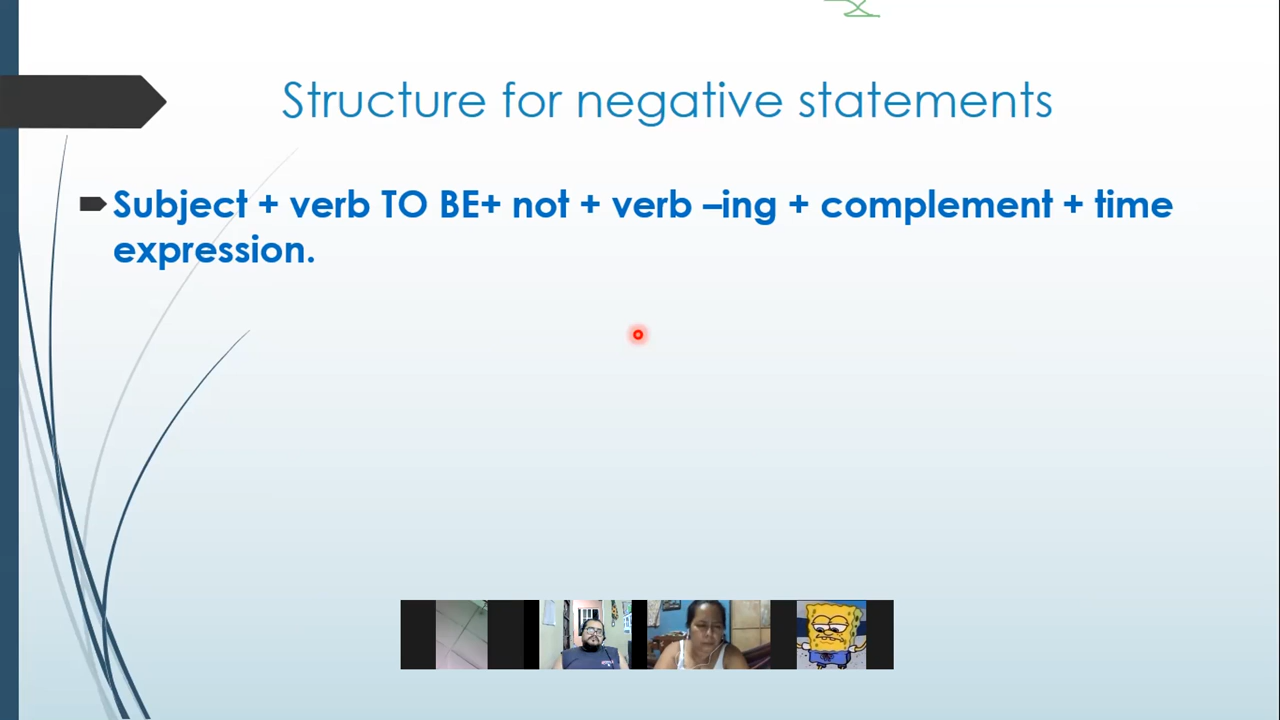 Structure for negative statements
Subject + verb TO BE+ not + verb –ing + complement + time
expression.